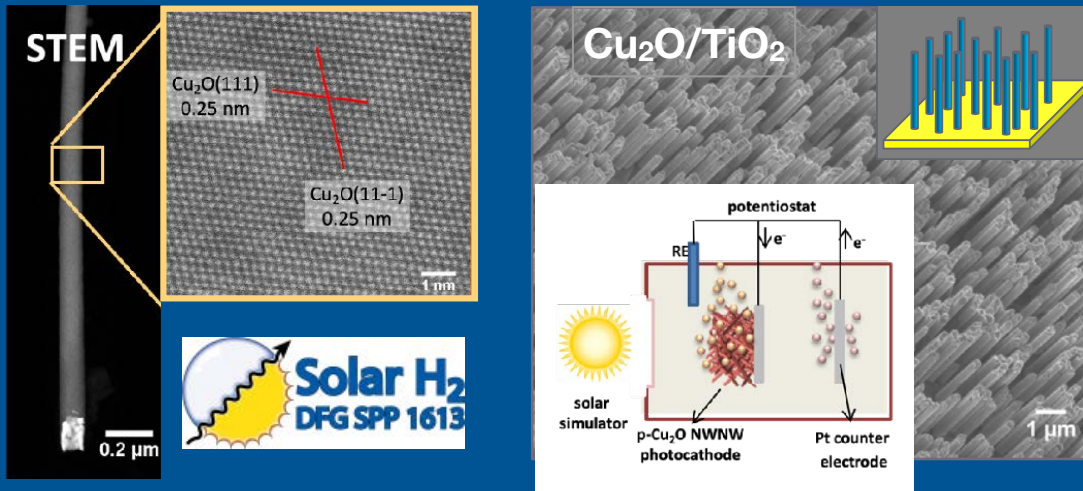 STEM
Cu₂O(111)
0.25 nm
Cu₂O(11-1)
0.25 nm
1 nm
0.2 µm
Solar H₂
DFG SPP 1613
Cu₂O/TiO₂
potentiostat
RE
e⁻
e⁻
solar
simulator
p-Cu₂O NWNW
photocathode
Pt counter
electrode
1 µm